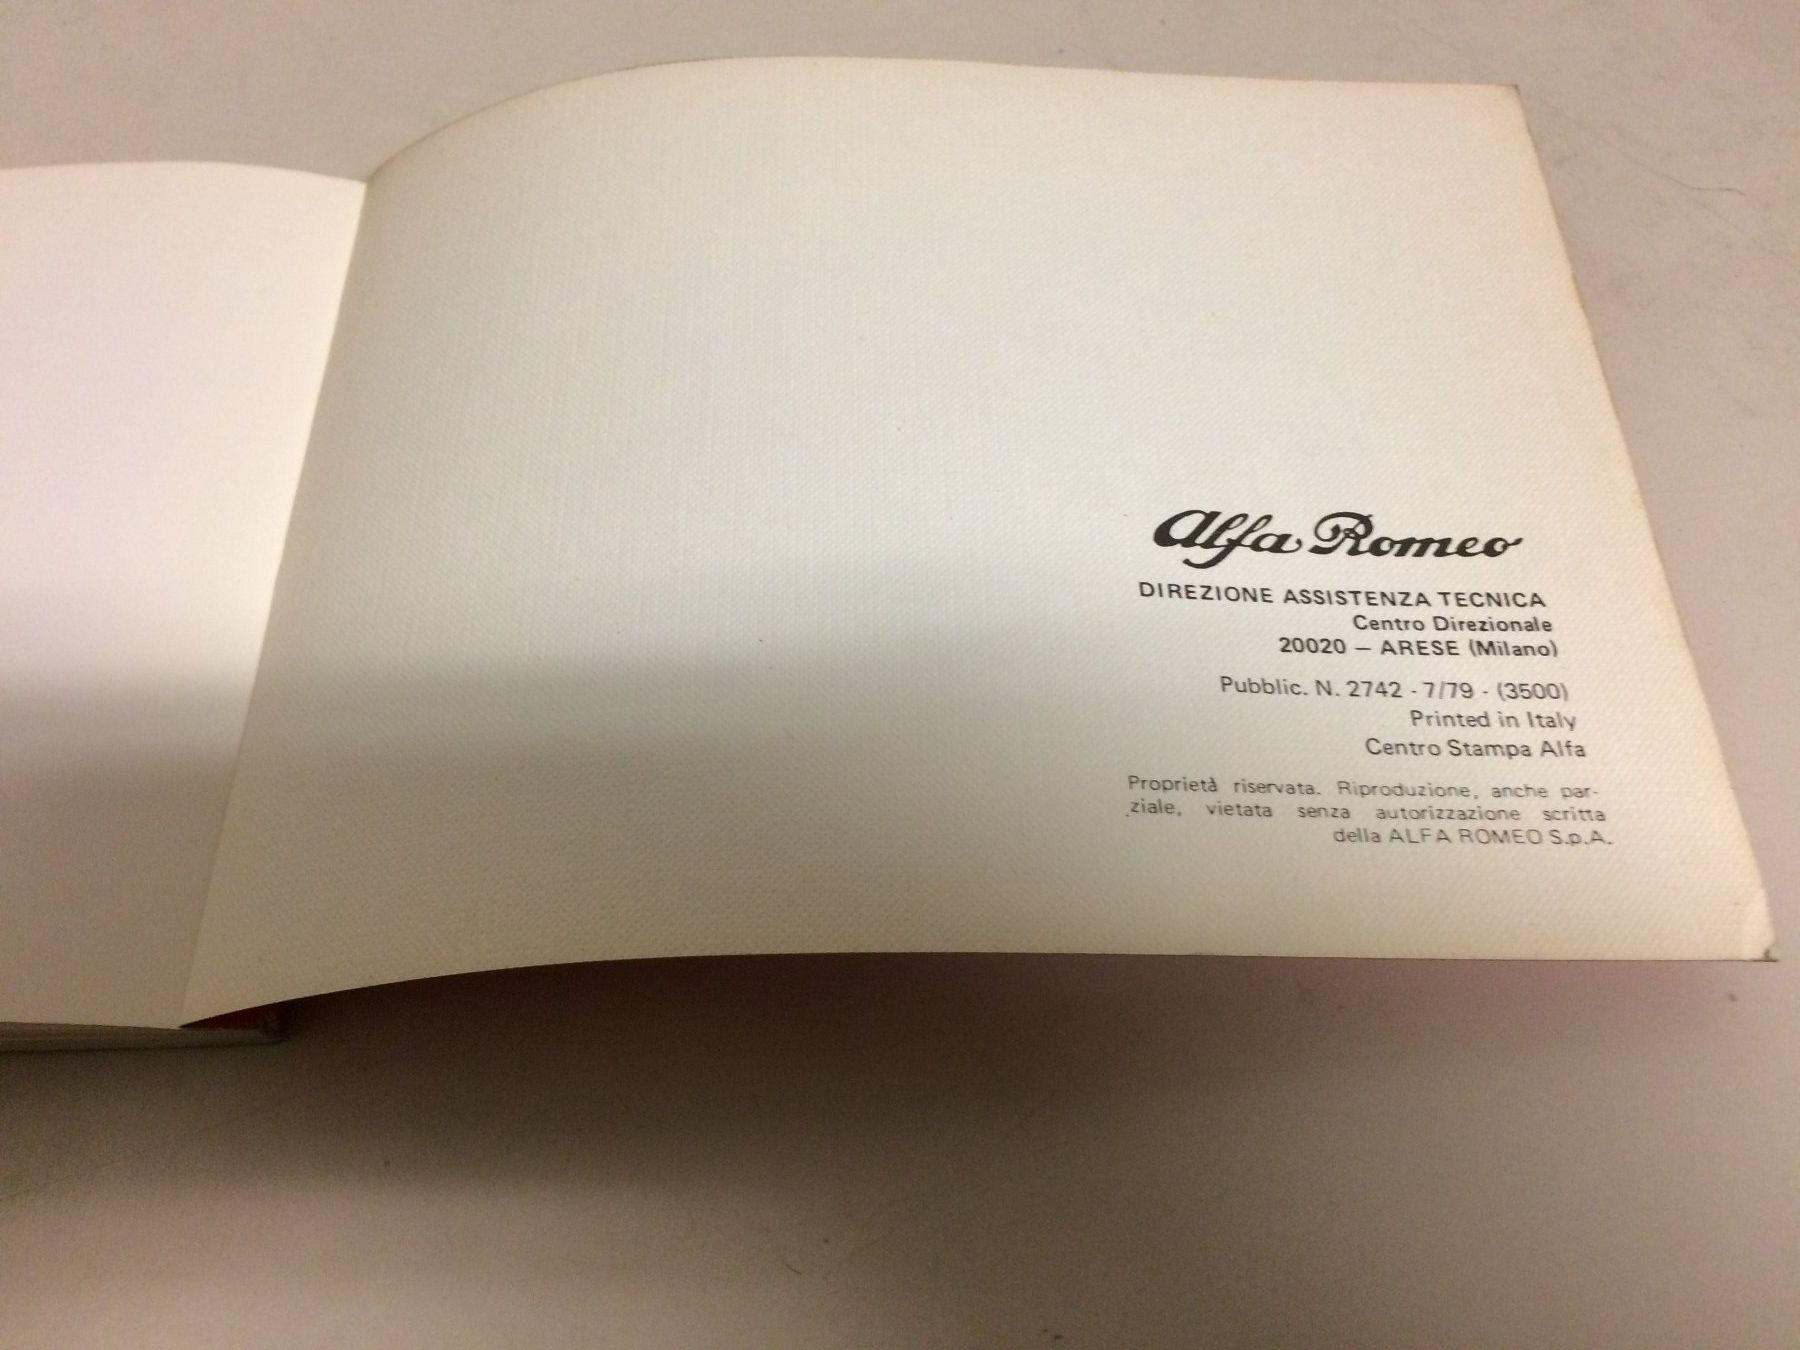 Alfa Romeo
DIREZIONE ASSISTENZA TECNICA
Centro Direzionale
20020 – ARESE (Milano)
Pubblic. N. 2742 - 7/79 - (3500)
Printed in Italy
Centro Stampa Alfa
Proprietà riservata. Riproduzione, anche par-
ziale, vietata senza autorizzazione scritta
della ALFA ROMEO S.p.A.